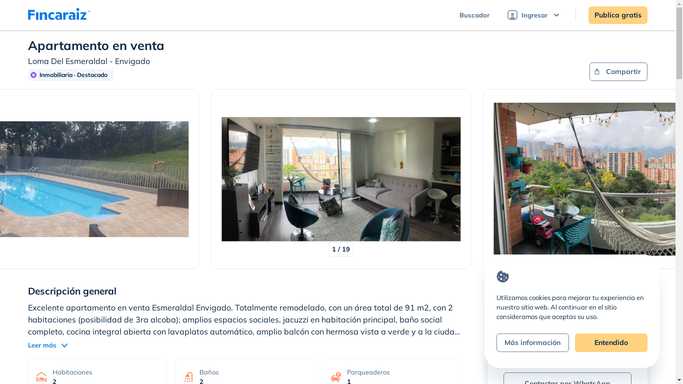 Fincaraiz
Buscador
Ingresar
Publica gratis
Apartamento en venta
Loma Del Esmeraldal - Envigado
Inmobiliaria · Destacado
Compartir
1 / 19
Descripción general
Excelente apartamento en venta Esmeraldal Envigado. Totalmente remodelado, con un área total de 91 m2, con 2
habitaciones (posibilidad de 3ra alcoba); amplios espacios sociales, jacuzzi en habitación principal, baño social
completo, cocina integral abierta con lavaplatos automático, amplio balcón con hermosa vista a verde y a la ciuda...
Leer más
Habitaciones
2
Baños
2
Parqueaderos
1
Utilizamos cookies para mejorar tu experiencia en
nuestro sitio web. Al continuar en el sitio
consideramos que aceptas su uso.
Más información
Entendido
Contactar por WhatsApp